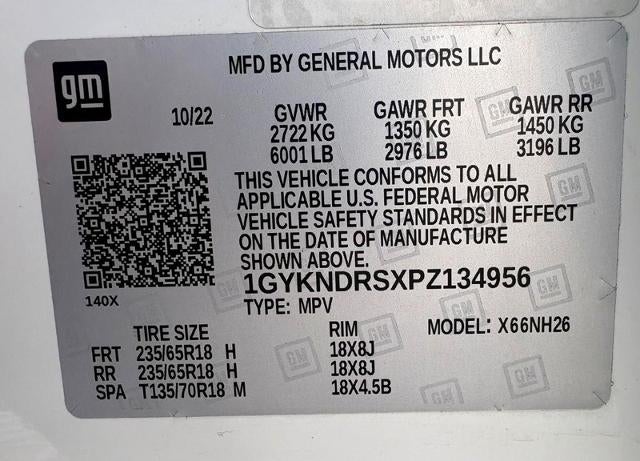 gm
MFD BY GENERAL MOTORS LLC
10/22 GVWR GAWR FRT GAWR RR
2722 KG 1350 KG 1450 KG
6001 LB 2976 LB 3196 LB
THIS VEHICLE CONFORMS TO ALL
APPLICABLE U.S. FEDERAL MOTOR
VEHICLE SAFETY STANDARDS IN EFFECT
ON THE DATE OF MANUFACTURE
SHOWN ABOVE.
1GYKNDRSXPZ134956
140X
TYPE: MPV
TIRE SIZE RIM MODEL: X66NH26
FRT 235/65R18 H 18X8J
RR 235/65R18 H 18X8J
SPA T135/70R18 M 18X4.5B